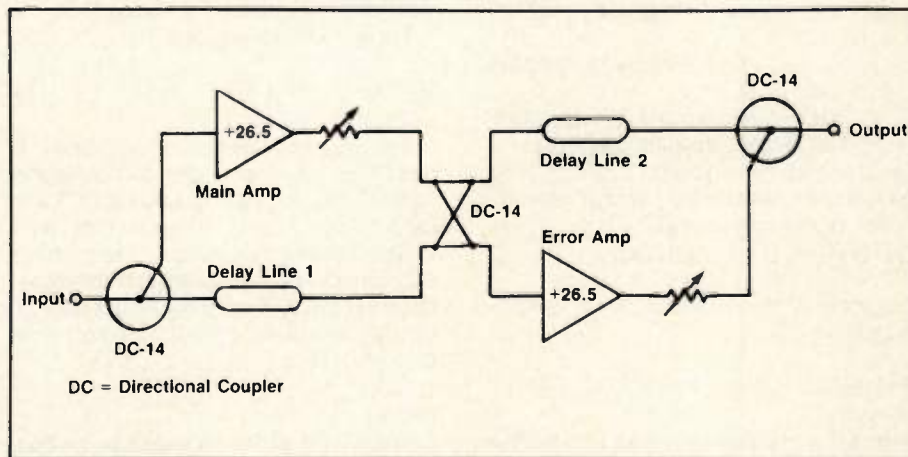 DC-14
+26.5
Main Amp
Delay Line 2
Output
DC-14
Error Amp
Delay Line 1
+26.5
Input
DC-14
DC = Directional Coupler